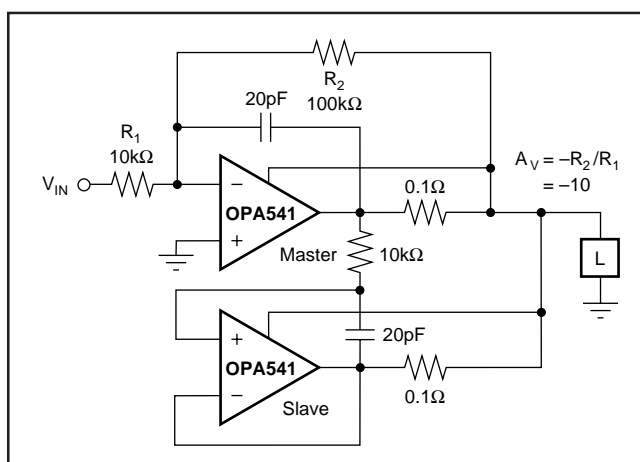 R2
100kΩ
20pF
R1
10kΩ
VIN
–
+
OPA541
Master
0.1Ω
AV = –R2/R1
= –10
10kΩ
L
20pF
+
–
OPA541
Slave
0.1Ω